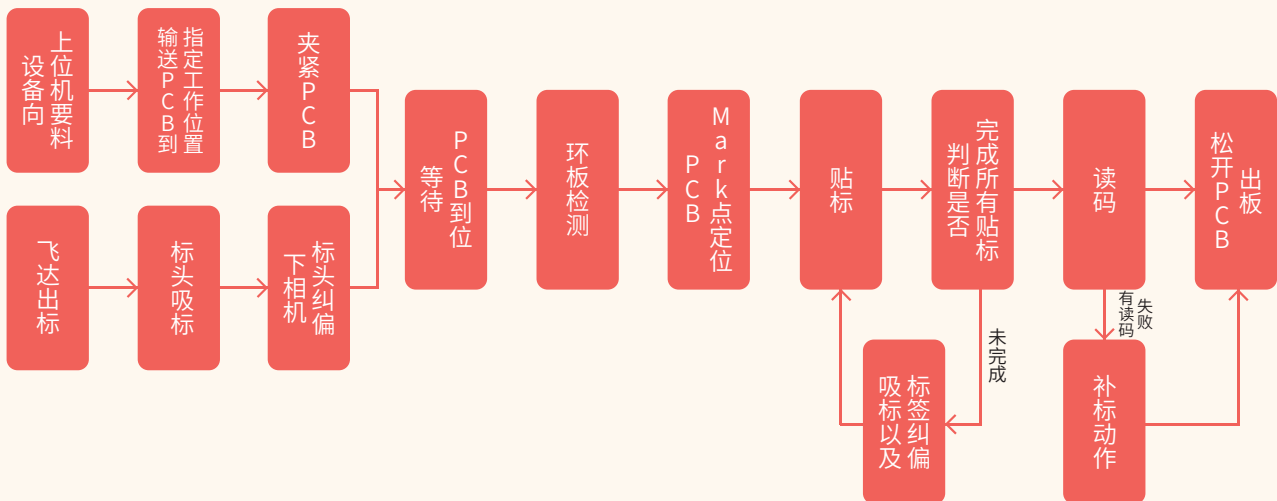 设备向
上位机要料
输送PCB到
指定工作位置
夹紧PCB
飞达出标
标头吸标
下相机
标头纠偏
等待
PCB到位
环板检测
PCB
Mark点定位
贴标
判断是否
完成所有贴标
读码
松开PCB
出板
未完成
吸标以及
标签纠偏
有读码
失败
补标动作